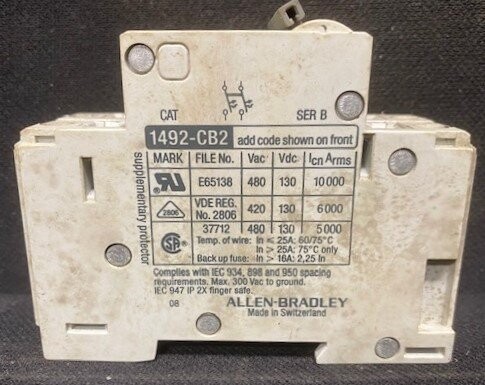 CAT SER B
1492-CB2 add code shown on front
MARK FILE No. Vac Vdc Icn Arms
E65138 480 130 10000
VDE REG. No. 2806 420 130 6000
2806
37712 480 130 5000
SA
Temp. of wire: In ≤ 25A; 60/75°C
In > 25A; 75°C only
Back up fuse: In > 16A; 2,25 In
supplementary protector
Complies with IEC 934, 898 and 950 spacing
requirements. Max. 300 Vac to ground.
IEC 947 IP 2X finger safe.
08 ALLEN-BRADLEY
Made in Switzerland